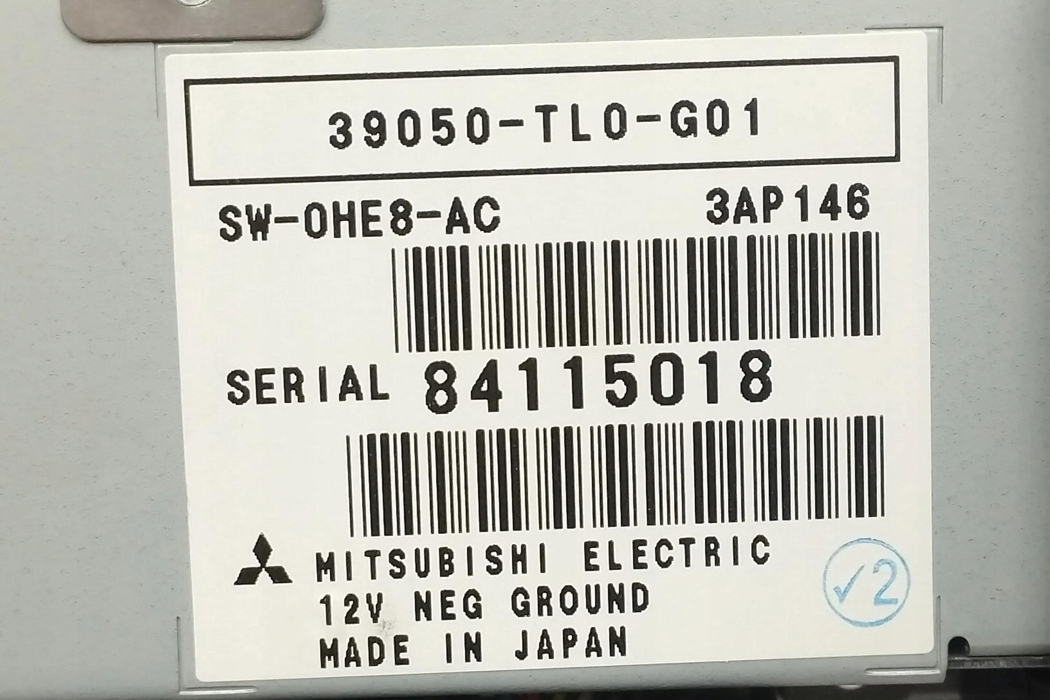 39050-TL0-G01
SW-0HE8-AC 3AP146
SERIAL 84115018
MITSUBISHI ELECTRIC
12V NEG GROUND
MADE IN JAPAN
✓2